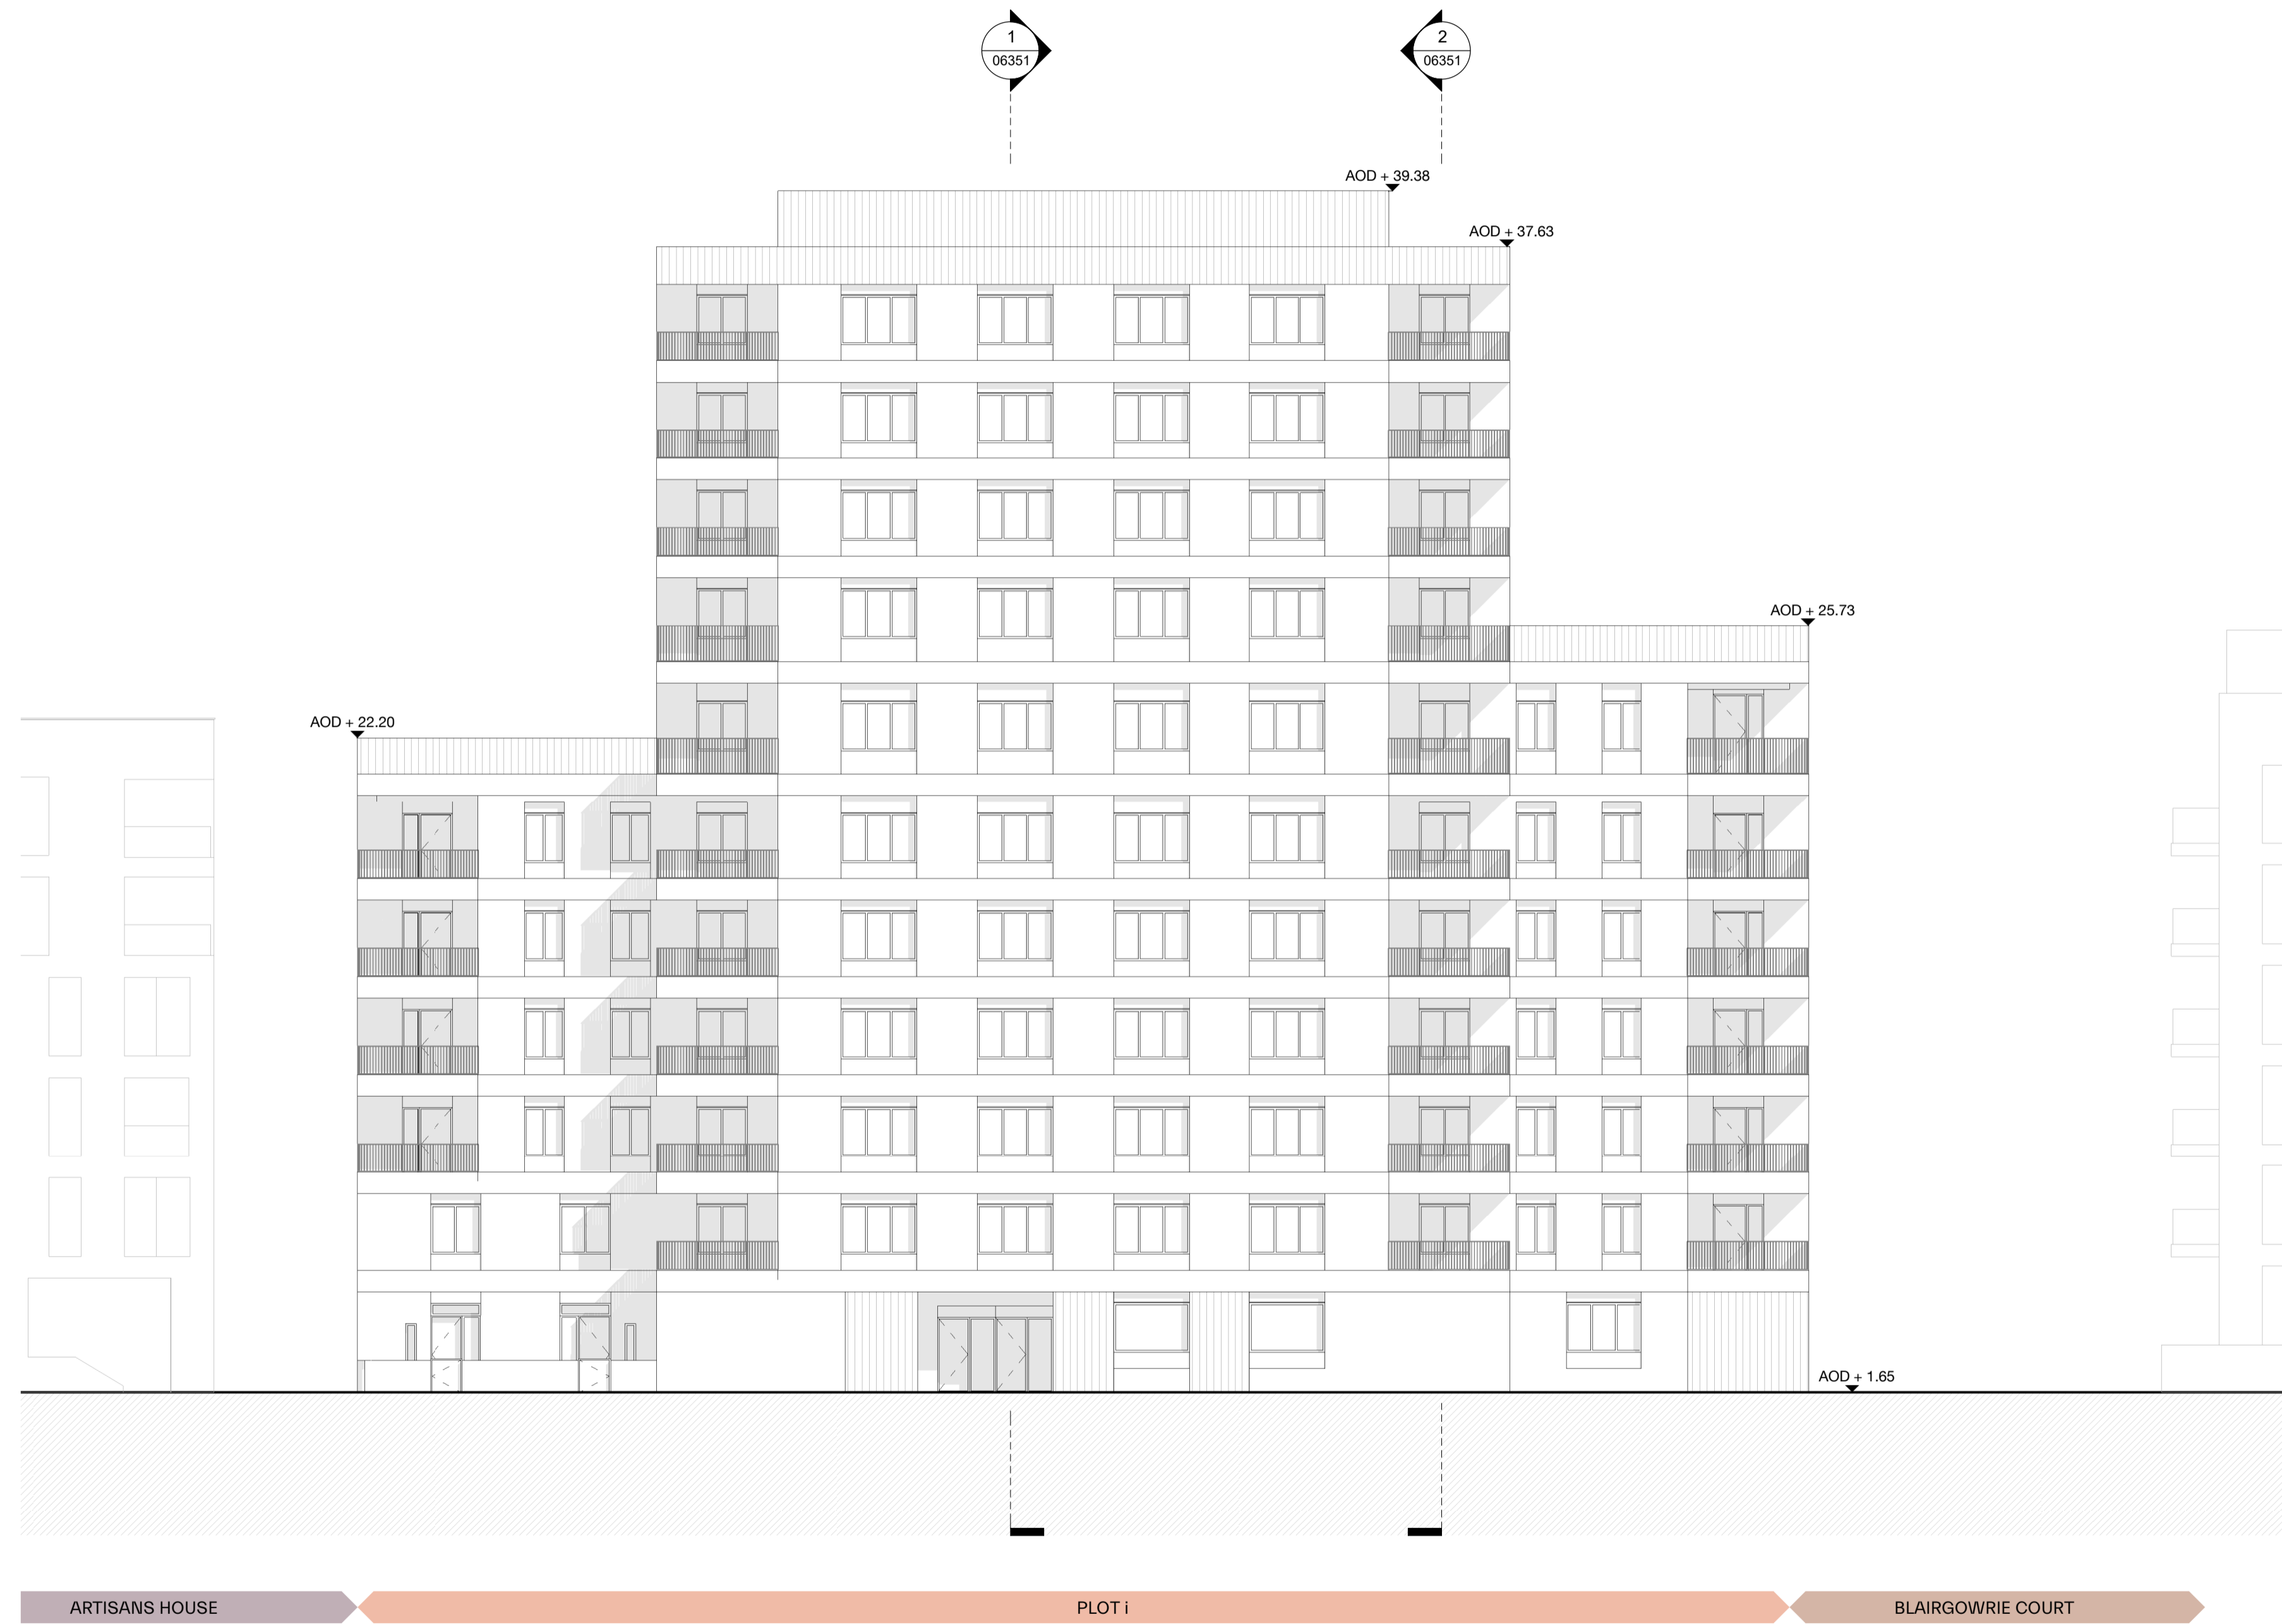 1
06351
2
06351
AOD + 39.38
AOD + 37.63
AOD + 25.73
AOD + 22.20
AOD + 1.65
ARTISANS HOUSE
PLOT i
BLAIRGOWRIE COURT